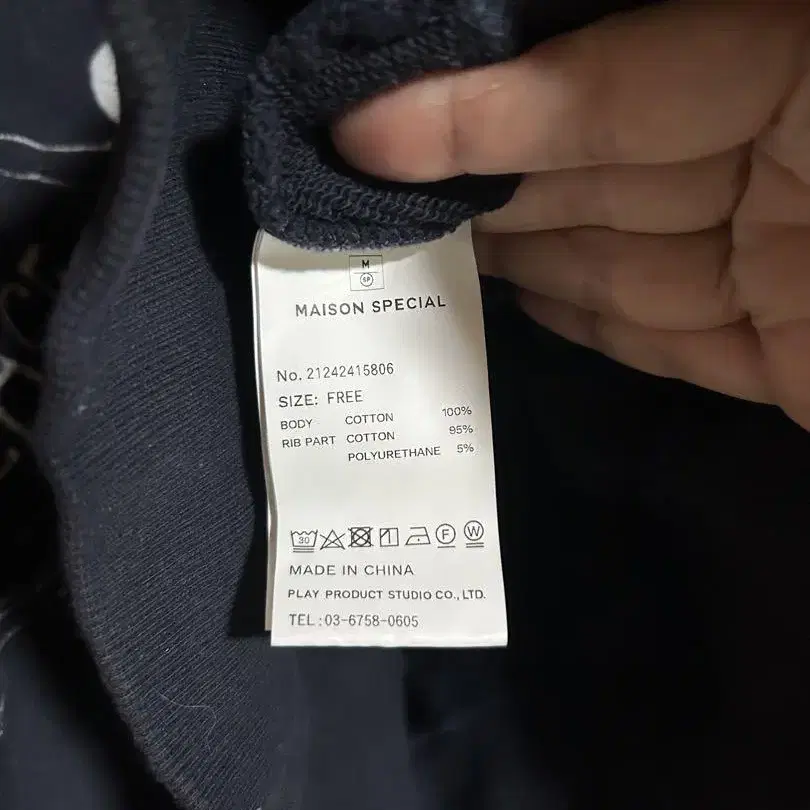 M
SP
MAISON SPECIAL
No. 21242415806
SIZE: FREE
BODY COTTON 100%
RIB PART COTTON 95%
POLYURETHANE 5%
30 F W
MADE IN CHINA
PLAY PRODUCT STUDIO CO., LTD.
TEL:03-6758-0605